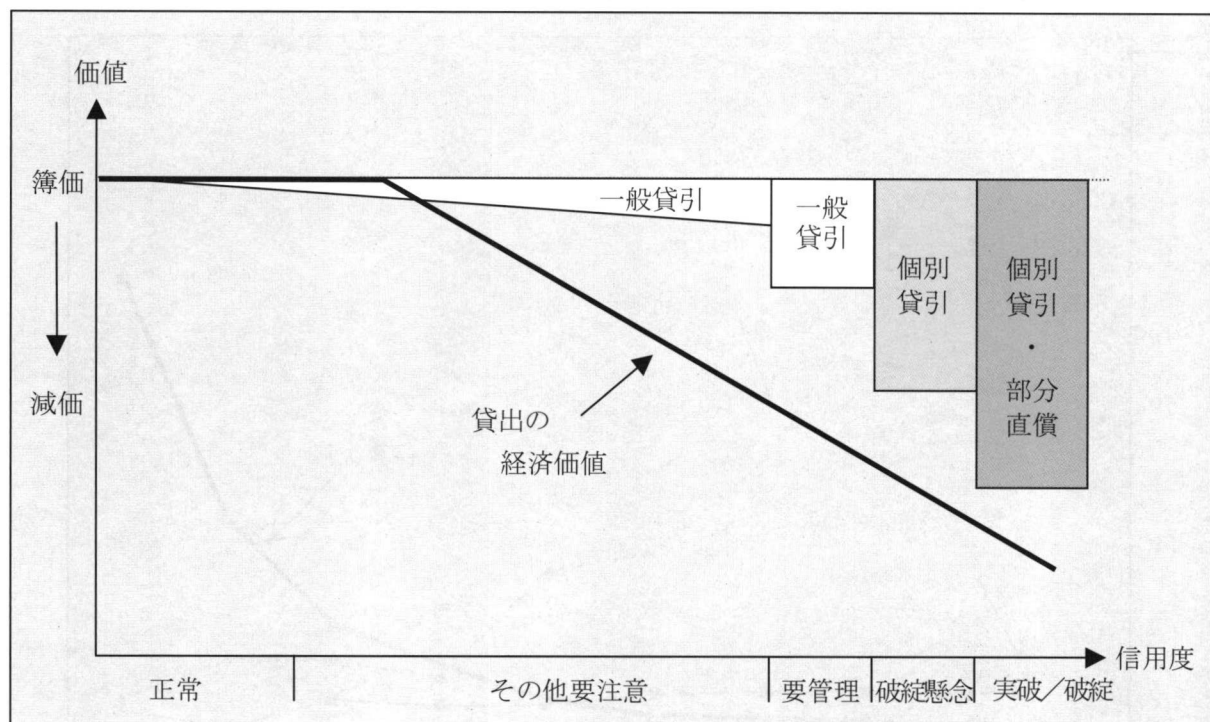 価値
簿価
減価
一般貸引
一般
貸引
個別
貸引
個別
貸引
・
部分
直償
貸出の
経済価値
信用度
正常
その他要注意
要管理
破綻懸念
実破／破綻